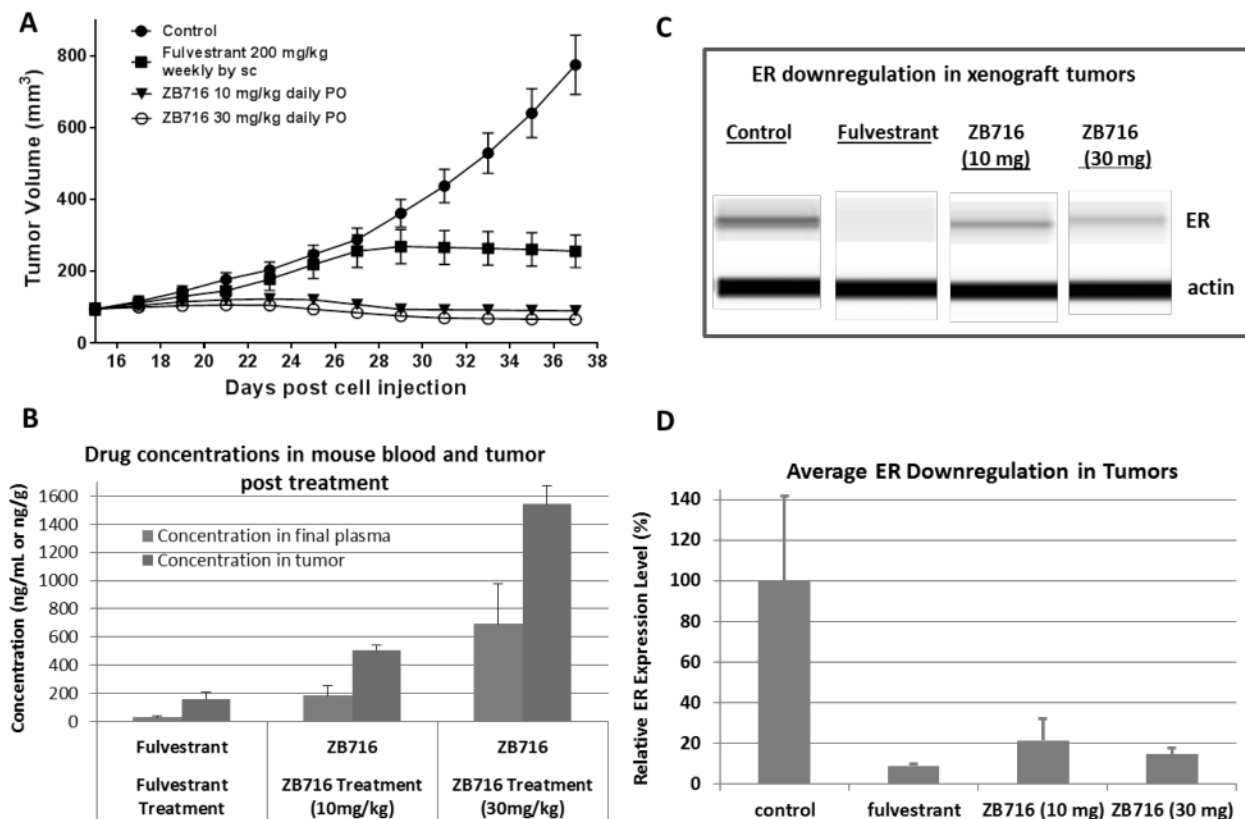 A
Control
Fulvestrant 200 mg/kg
weekly by sc
ZB716 10 mg/kg daily PO
ZB716 30 mg/kg daily PO
Tumor Volume (mm³)
800
600
400
200
0
16 18 20 22 24 26 28 30 32 34 36 38
Days post cell injection
B
Drug concentrations in mouse blood and tumor
post treatment
Concentration (ng/mL or ng/g)
1600
1400
1200
1000
800
600
400
200
0
Concentration in final plasma
Concentration in tumor
Fulvestrant ZB716 ZB716
Fulvestrant ZB716 Treatment ZB716 Treatment
Treatment (10mg/kg) (30mg/kg)
C
ER downregulation in xenograft tumors
Control Fulvestrant ZB716 ZB716
(10 mg) (30 mg)
ER
actin
D
Average ER Downregulation in Tumors
Relative ER Expression Level (%)
140
120
100
80
60
40
20
0
control fulvestrant ZB716 (10 mg) ZB716 (30 mg)